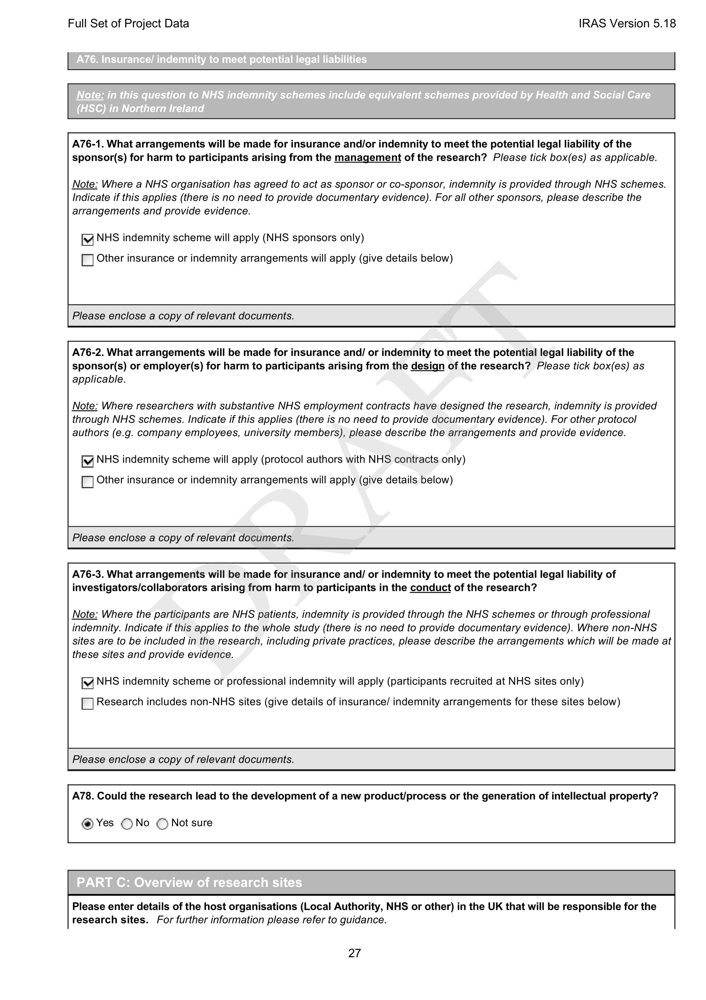 Full Set of Project Data IRAS Version 5.18
A76. Insurance/ indemnity to meet potential legal liabilities
Note: in this question to NHS indemnity schemes include equivalent schemes provided by Health and Social Care
(HSC) in Northern Ireland
A76-1. What arrangements will be made for insurance and/or indemnity to meet the potential legal liability of the
sponsor(s) for harm to participants arising from the management of the research? Please tick box(es) as applicable.
Note: Where a NHS organisation has agreed to act as sponsor or co-sponsor, indemnity is provided through NHS schemes.
Indicate if this applies (there is no need to provide documentary evidence). For all other sponsors, please describe the
arrangements and provide evidence.
NHS indemnity scheme will apply (NHS sponsors only)
Other insurance or indemnity arrangements will apply (give details below)
Please enclose a copy of relevant documents.
A76-2. What arrangements will be made for insurance and/ or indemnity to meet the potential legal liability of the
sponsor(s) or employer(s) for harm to participants arising from the design of the research? Please tick box(es) as
applicable.
Note: Where researchers with substantive NHS employment contracts have designed the research, indemnity is provided
through NHS schemes. Indicate if this applies (there is no need to provide documentary evidence). For other protocol
authors (e.g. company employees, university members), please describe the arrangements and provide evidence.
NHS indemnity scheme will apply (protocol authors with NHS contracts only)
Other insurance or indemnity arrangements will apply (give details below)
Please enclose a copy of relevant documents.
A76-3. What arrangements will be made for insurance and/ or indemnity to meet the potential legal liability of
investigators/collaborators arising from harm to participants in the conduct of the research?
Note: Where the participants are NHS patients, indemnity is provided through the NHS schemes or through professional
indemnity. Indicate if this applies to the whole study (there is no need to provide documentary evidence). Where non-NHS
sites are to be included in the research, including private practices, please describe the arrangements which will be made at
these sites and provide evidence.
NHS indemnity scheme or professional indemnity will apply (participants recruited at NHS sites only)
Research includes non-NHS sites (give details of insurance/ indemnity arrangements for these sites below)
Please enclose a copy of relevant documents.
A78. Could the research lead to the development of a new product/process or the generation of intellectual property?
Yes No Not sure
PART C: Overview of research sites
Please enter details of the host organisations (Local Authority, NHS or other) in the UK that will be responsible for the
research sites. For further information please refer to guidance.
27
DRAFT